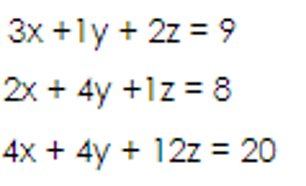 3x +1y + 2z = 9
2x + 4y +1z = 8
4x + 4y + 12z = 20